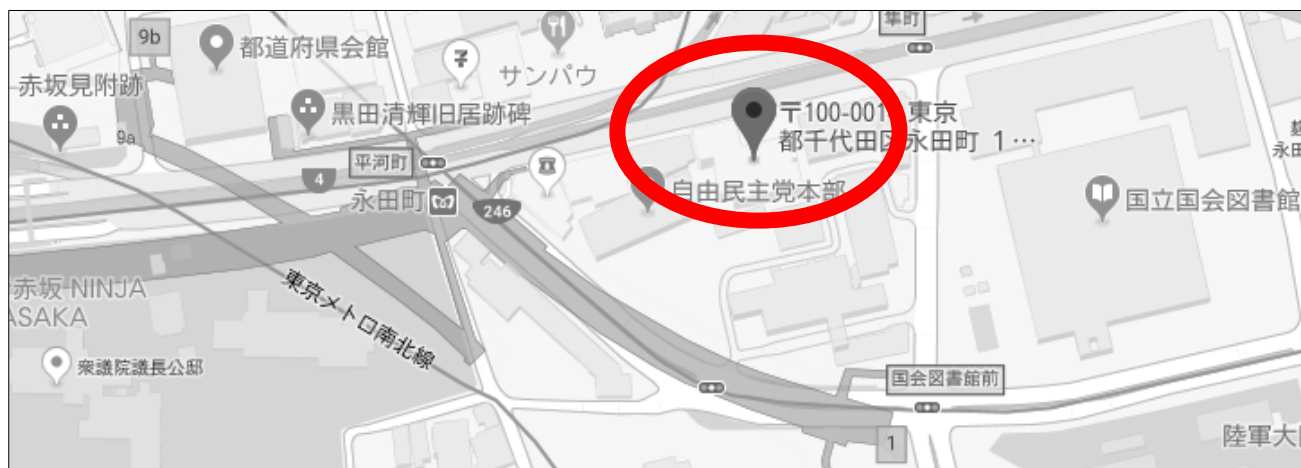 隼町
9b
都道府県会館
サンパウ
赤坂見附跡
黒田清輝旧居跡碑
〒100-001 東京
都千代田区永田町 1…
9a
平河町
4
永田町
246
自由民主党本部
国立国会図書館
永田
赤坂 NINJA
ASAKA
東京メトロ南北線
衆議院議長公邸
国会図書館前
1
陸軍大